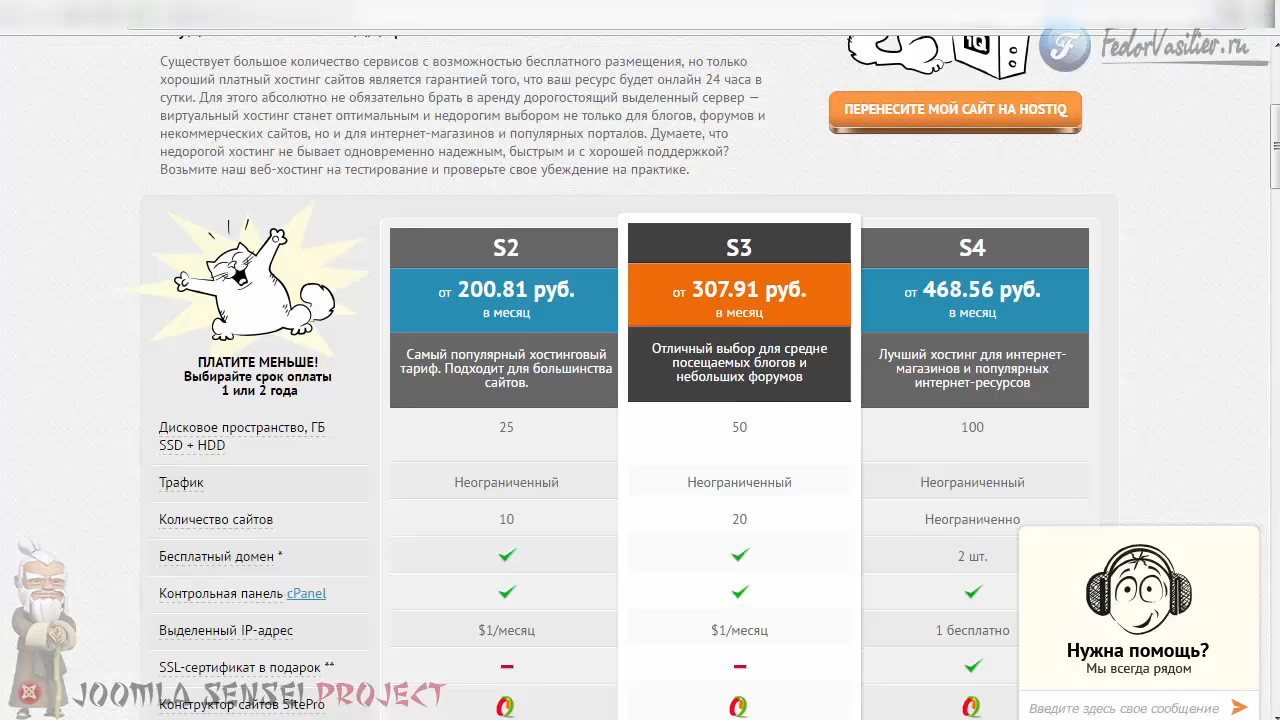 FedorVasiliev.ru
Существует большое количество сервисов с возможностью бесплатного размещения, но только
хороший платный хостинг сайтов является гарантией того, что ваш ресурс будет онлайн 24 часа в
сутки. Для этого абсолютно не обязательно брать в аренду дорогостоящий выделенный сервер —
виртуальный хостинг станет оптимальным и недорогим выбором не только для блогов, форумов и
некоммерческих сайтов, но и для интернет-магазинов и популярных порталов. Думаете, что
недорогой хостинг не бывает одновременно надежным, быстрым и с хорошей поддержкой?
Возьмите наш веб-хостинг на тестирование и проверьте свое убеждение на практике.
ПЕРЕНЕСИТЕ МОЙ САЙТ НА HOSTIQ
ПЛАТИТЕ МЕНЬШЕ!
Выбирайте срок оплаты
1 или 2 года
S2
от 200.81 руб.
в месяц
Самый популярный хостинговый
тариф. Подходит для большинства
сайтов.
S3
от 307.91 руб.
в месяц
Отличный выбор для средне
посещаемых блогов и
небольших форумов
S4
от 468.56 руб.
в месяц
Лучший хостинг для интернет-
магазинов и популярных
интернет-ресурсов
Дисковое пространство, ГБ 25 50 100
SSD + HDD
Трафик Неограниченный Неограниченный Неограниченный
Количество сайтов 10 20 Неограниченно
Бесплатный домен * 2 шт.
Контрольная панель cPanel
Выделенный IP-адрес $1/месяц $1/месяц 1 бесплатно
SSL-сертификат в подарок **
Конструктор сайтов SitePro
JOOMLA SENSEI PROJECT
Нужна помощь?
Мы всегда рядом
Введите здесь свое сообщение